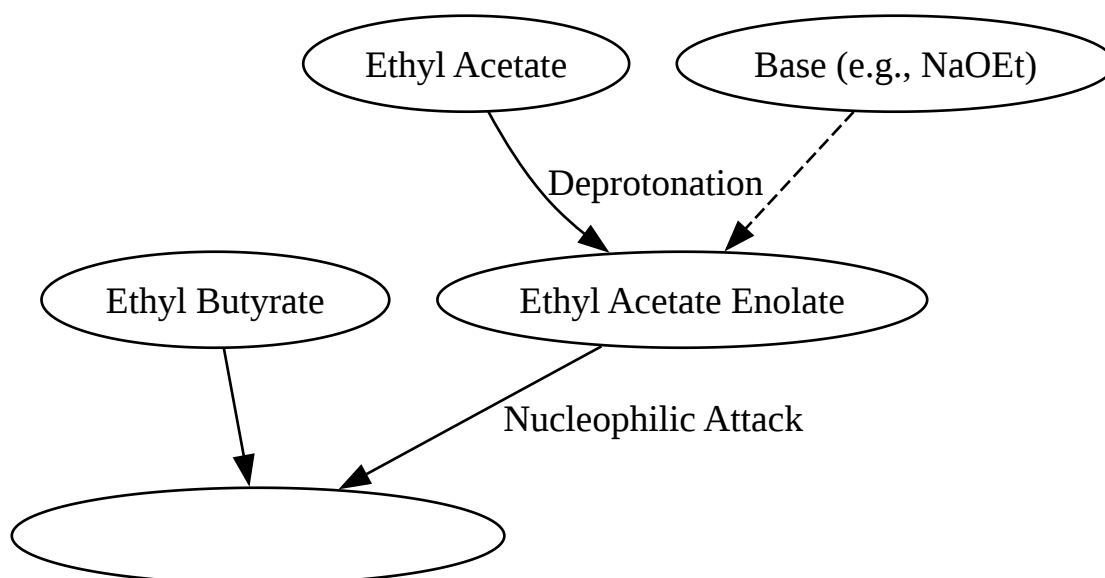 Ethyl Acetate
Base (e.g., NaOEt)
Deprotonation
Ethyl Butyrate
Ethyl Acetate Enolate
Nucleophilic Attack